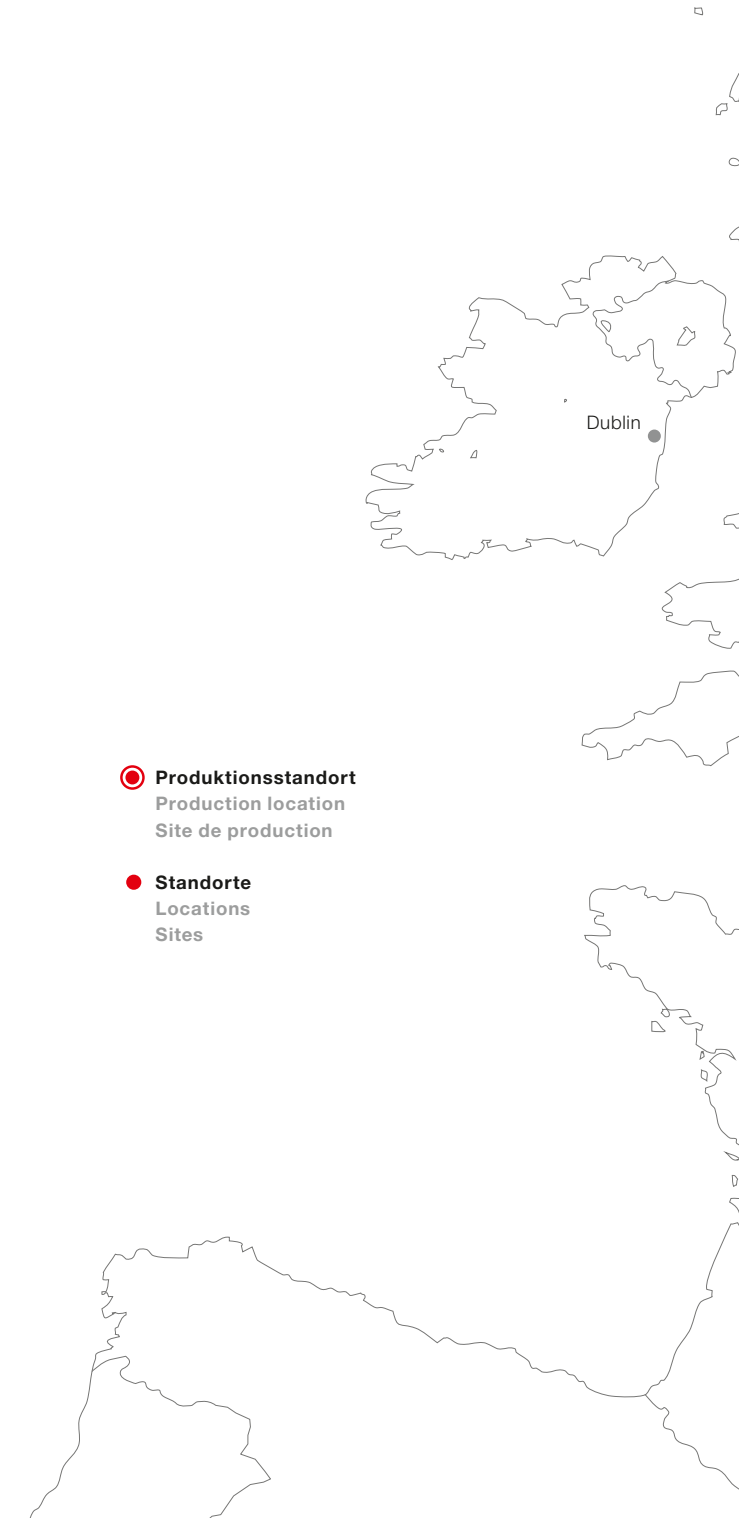 Dublin
Produktionsstandort
Production location
Site de production
Standorte
Locations
Sites